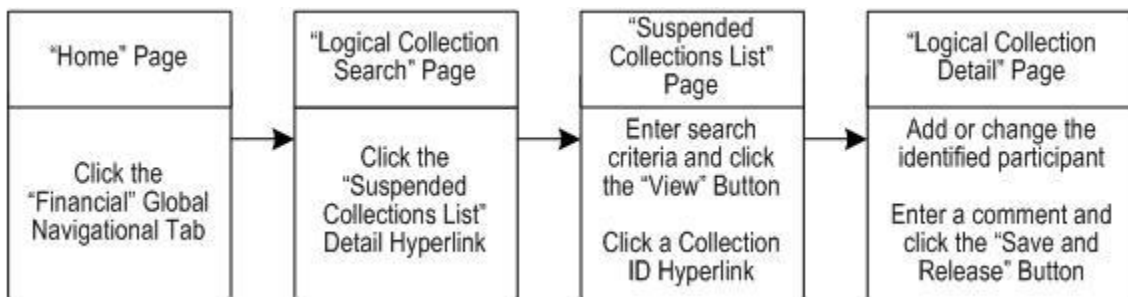 “Home” Page
Click the
“Financial” Global
Navigational Tab
“Logical Collection
Search” Page
Click the
“Suspended
Collections List”
Detail Hyperlink
“Suspended
Collections List”
Page
Enter search
criteria and click
the “View” Button
Click a Collection
ID Hyperlink
“Logical Collection
Detail” Page
Add or change the
identified participant
Enter a comment and
click the “Save and
Release” Button